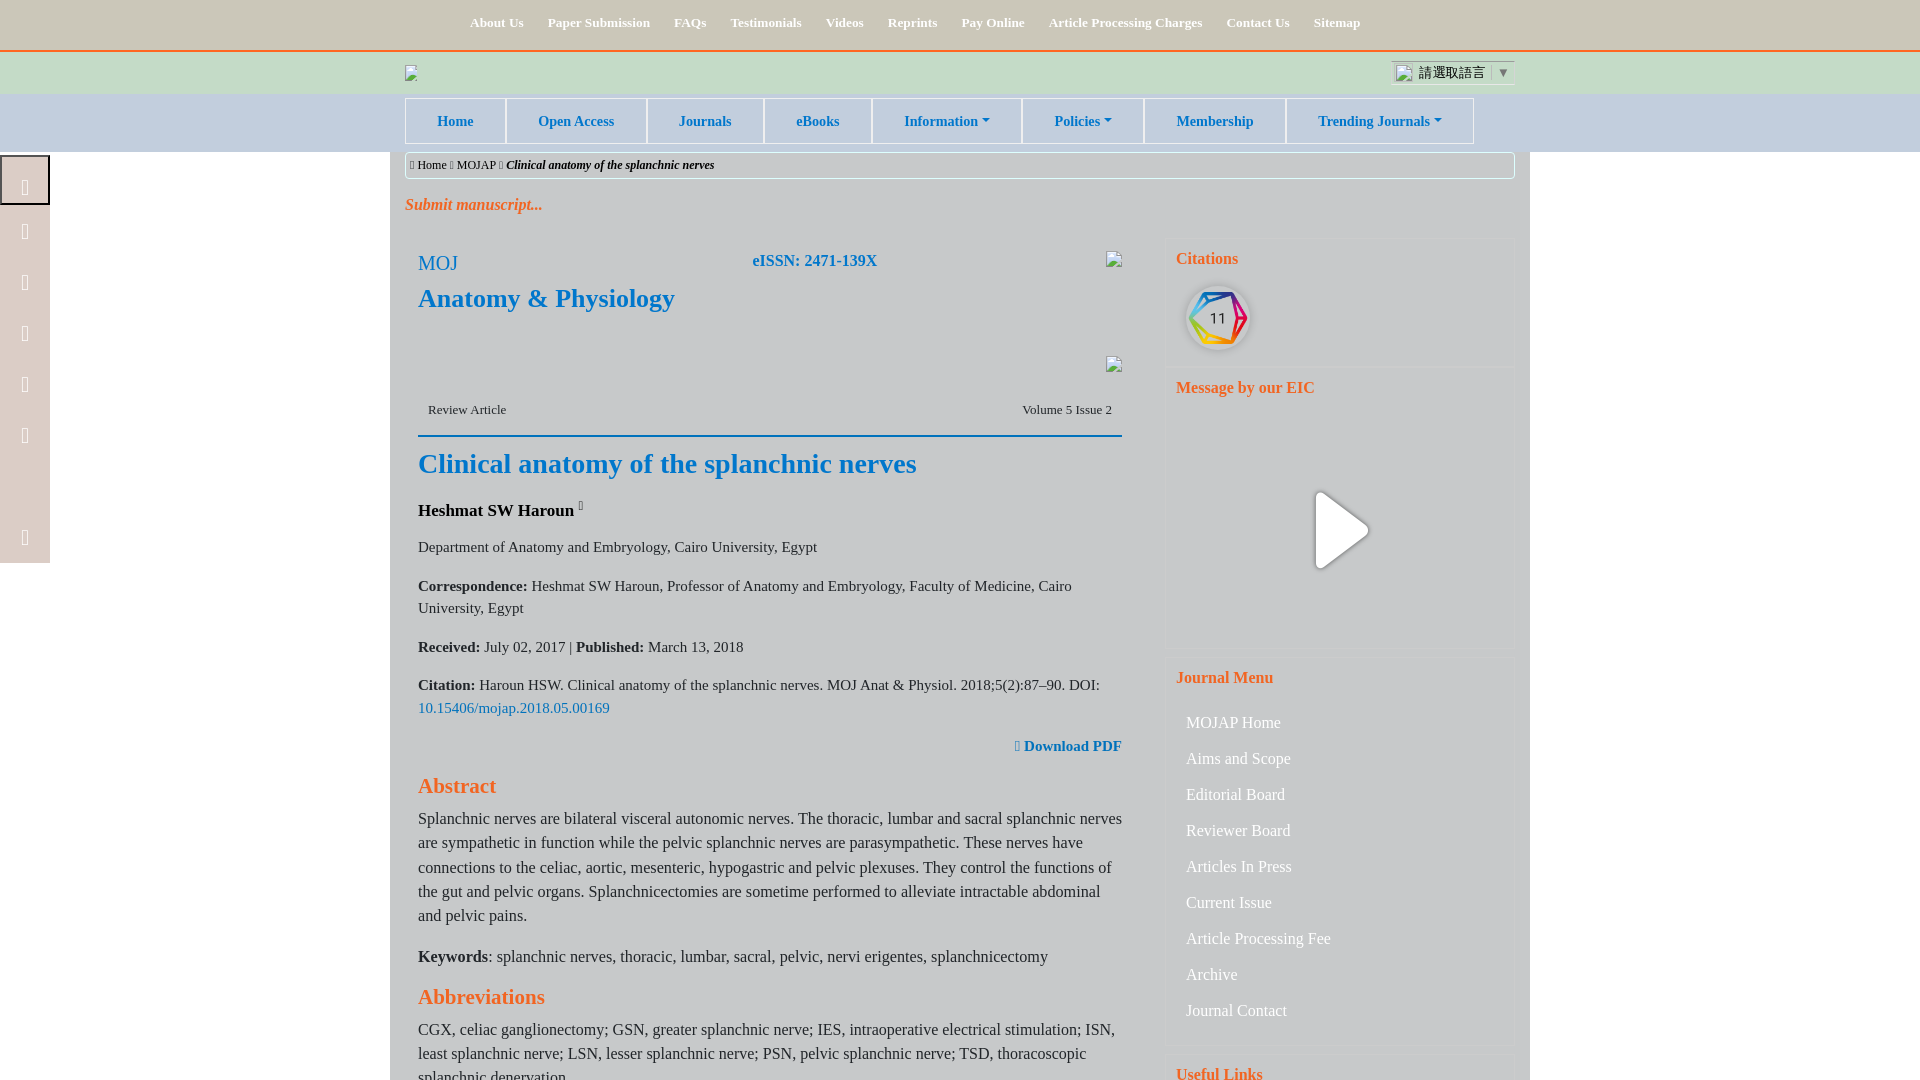 About Us Paper Submission FAQs Testimonials Videos Reprints Pay Online Article Processing Charges Contact Us Sitemap
請選取語言 ▼
Home Open Access Journals eBooks Information Policies Membership Trending Journals
Home MOJAP Clinical anatomy of the splanchnic nerves
Submit manuscript...
MOJ
eISSN: 2471-139X
Anatomy & Physiology
Review Article
Volume 5 Issue 2
Clinical anatomy of the splanchnic nerves
Heshmat SW Haroun
Department of Anatomy and Embryology, Cairo University, Egypt
Correspondence: Heshmat SW Haroun, Professor of Anatomy and Embryology, Faculty of Medicine, Cairo
University, Egypt
Received: July 02, 2017 | Published: March 13, 2018
Citation: Haroun HSW. Clinical anatomy of the splanchnic nerves. MOJ Anat & Physiol. 2018;5(2):87–90. DOI:
10.15406/mojap.2018.05.00169
Download PDF
Abstract
Splanchnic nerves are bilateral visceral autonomic nerves. The thoracic, lumbar and sacral splanchnic nerves
are sympathetic in function while the pelvic splanchnic nerves are parasympathetic. These nerves have
connections to the celiac, aortic, mesenteric, hypogastric and pelvic plexuses. They control the functions of
the gut and pelvic organs. Splanchnicectomies are sometime performed to alleviate intractable abdominal
and pelvic pains.
Keywords: splanchnic nerves, thoracic, lumbar, sacral, pelvic, nervi erigentes, splanchnicectomy
Abbreviations
CGX, celiac ganglionectomy; GSN, greater splanchnic nerve; IES, intraoperative electrical stimulation; ISN,
least splanchnic nerve; LSN, lesser splanchnic nerve; PSN, pelvic splanchnic nerve; TSD, thoracoscopic
splanchnic denervation
Citations
11
Message by our EIC
Journal Menu
MOJAP Home
Aims and Scope
Editorial Board
Reviewer Board
Articles In Press
Current Issue
Article Processing Fee
Archive
Journal Contact
Useful Links